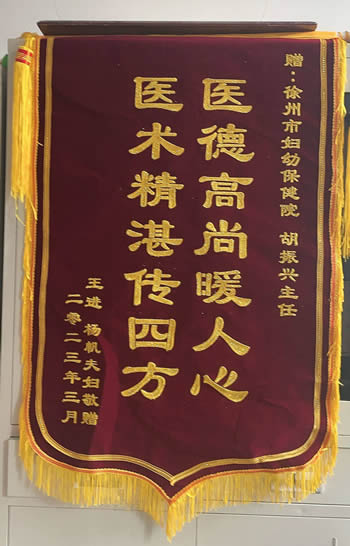 赠：徐州市妇幼保健院 胡振兴主任
医德高尚暖人心
医术精湛传四方
王进 杨帆夫妇敬赠
二零二三年三月